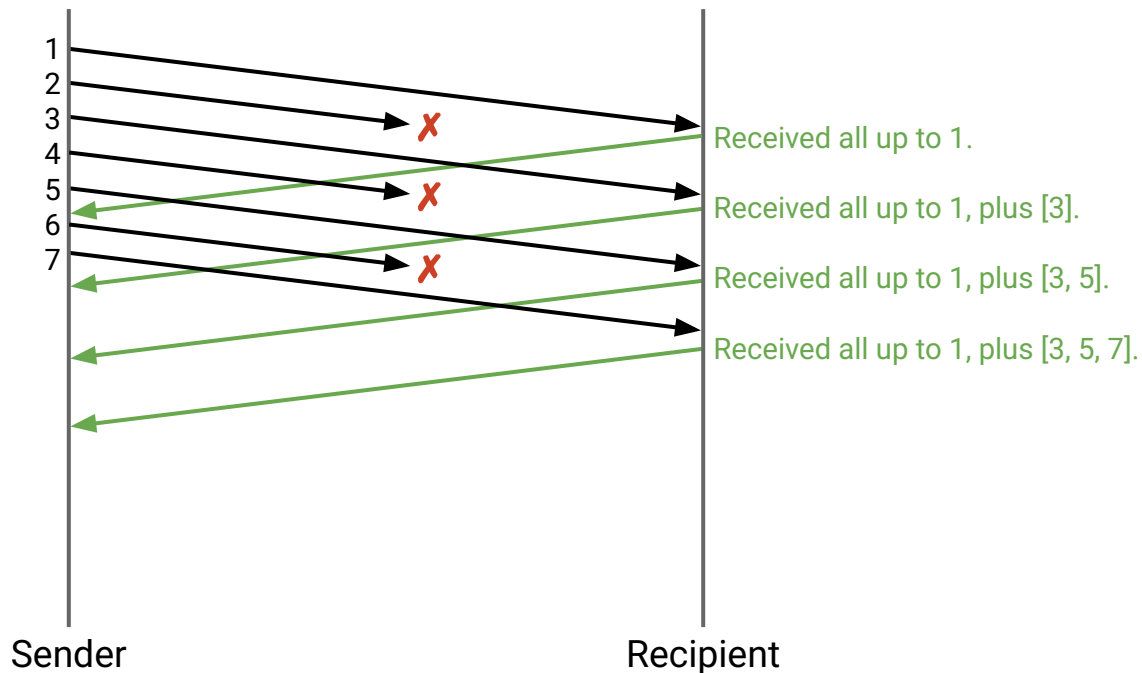 1
2
3
4
5
6
7
✗
✗
✗
Received all up to 1.
Received all up to 1, plus [3].
Received all up to 1, plus [3, 5].
Received all up to 1, plus [3, 5, 7].
Sender
Recipient